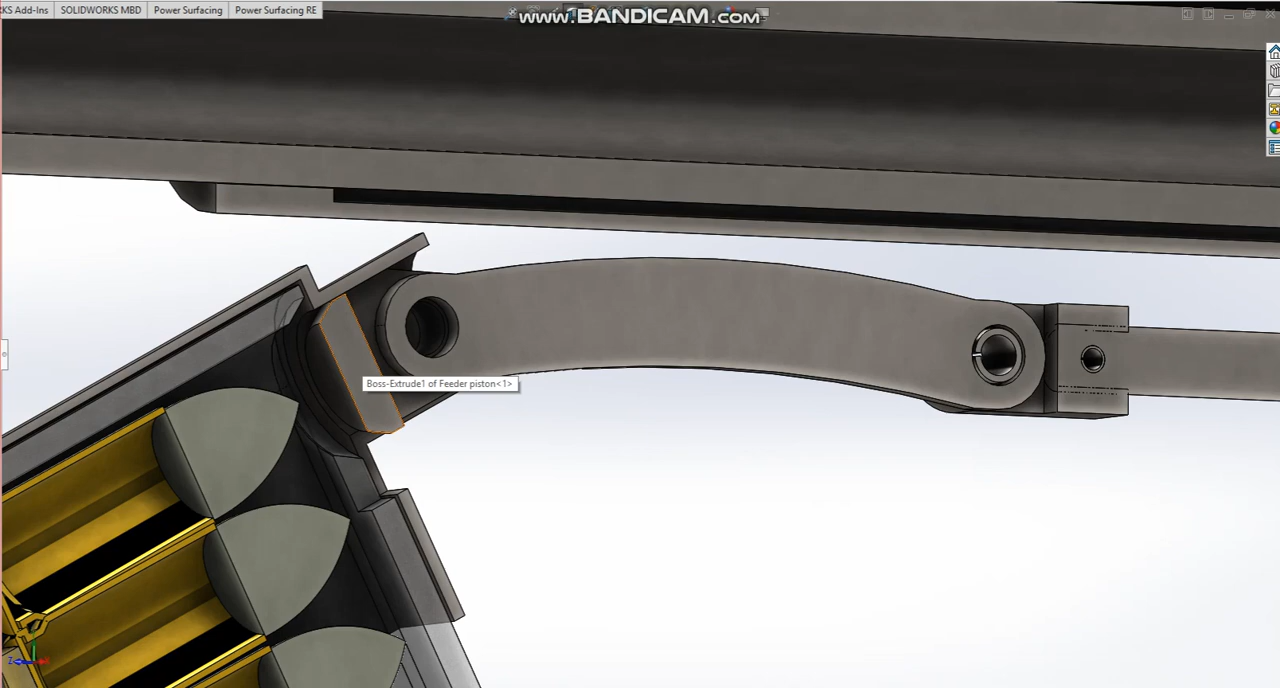 KS Add-Ins SOLIDWORKS MBD Power Surfacing Power Surfacing RE
www.BANDICAM.com
Boss-Extrude1 of Feeder piston<1>
Z